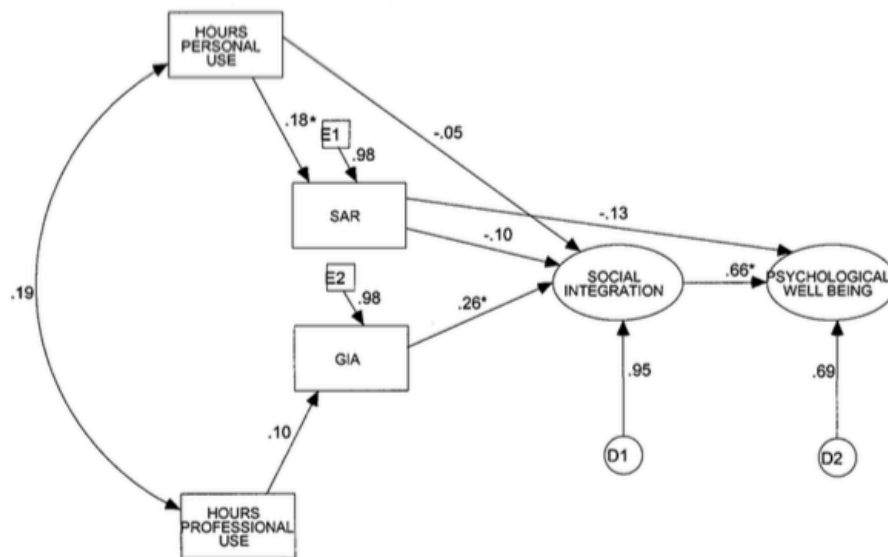 HOURS
PERSONAL
USE
.18*
E1
.98
-.05
SAR
-.13
-.10
E2
.98
SOCIAL
INTEGRATION
.66*
PSYCHOLOGICAL
WELL BEING
.19
.26*
GIA
.95
.69
.10
D1
D2
HOURS
PROFESSIONAL
USE